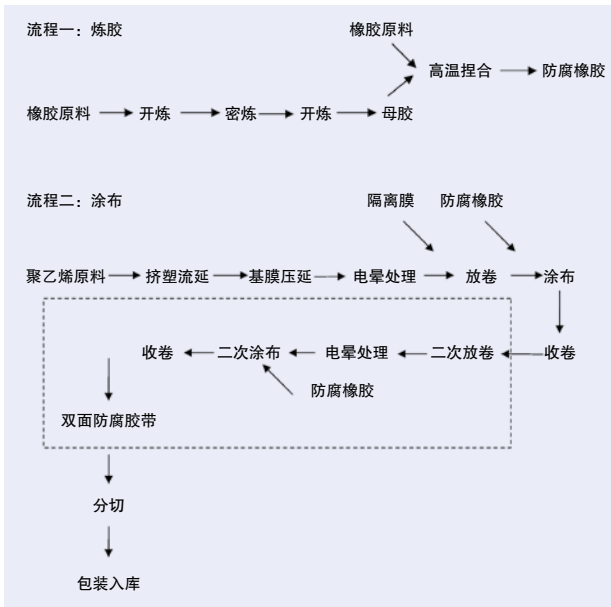 流程一：炼胶
橡胶原料
高温捏合
防腐橡胶
橡胶原料
开炼
密炼
开炼
母胶
流程二：涂布
隔离膜
防腐橡胶
聚乙烯原料
挤塑流延
基膜压延
电晕处理
放卷
涂布
收卷
二次涂布
电晕处理
二次放卷
收卷
防腐橡胶
双面防腐胶带
分切
包装入库